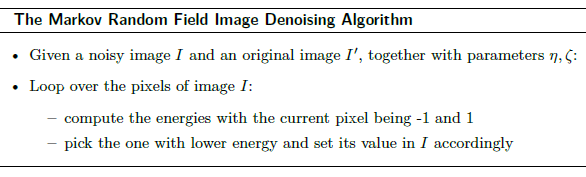 The Markov Random Field Image Denoising Algorithm
• Given a noisy image I and an original image I′, together with parameters η, ζ:
• Loop over the pixels of image I:
– compute the energies with the current pixel being -1 and 1
– pick the one with lower energy and set its value in I accordingly